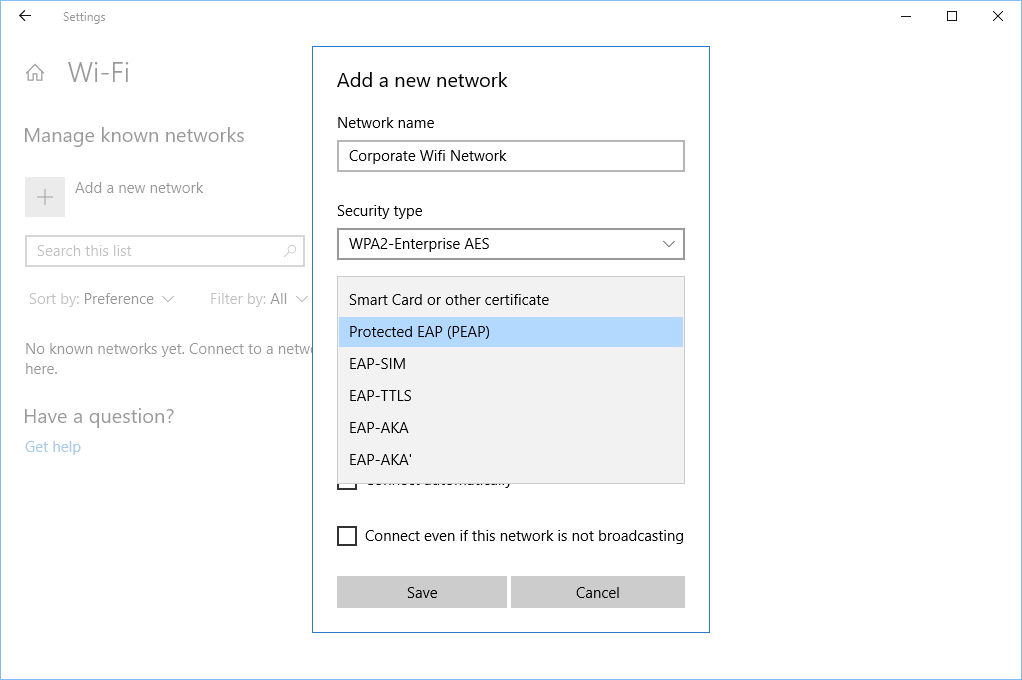 Settings
Wi-Fi
Manage known networks
Add a new network
Search this list
Sort by: Preference
Filter by: All
No known networks yet. Connect to a netwo
here.
Have a question?
Get help
Add a new network
Network name
Corporate Wifi Network
Security type
WPA2-Enterprise AES
Smart Card or other certificate
Protected EAP (PEAP)
EAP-SIM
EAP-TTLS
EAP-AKA
EAP-AKA'
Connect automatically
Connect even if this network is not broadcasting
Save
Cancel